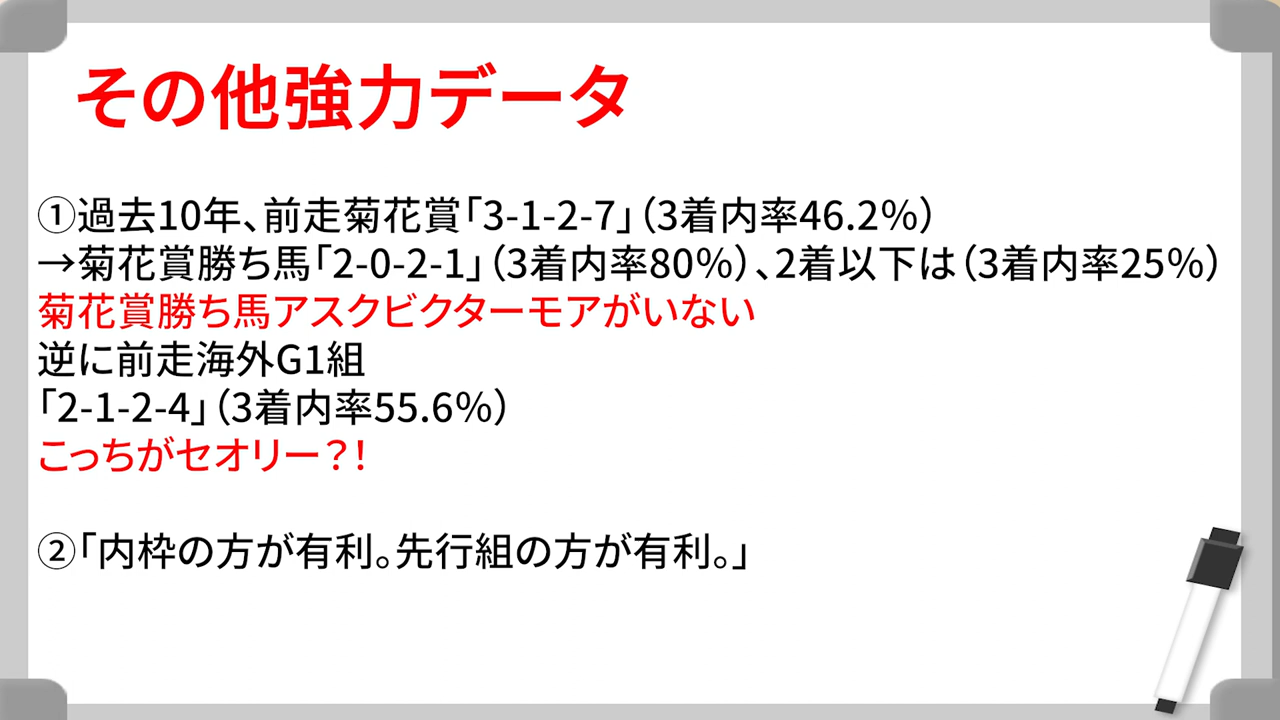 その他強力データ
①過去10年、前走菊花賞「3-1-2-7」（3着内率46.2％）
→菊花賞勝ち馬「2-0-2-1」（3着内率80％）、2着以下は（3着内率25％）
菊花賞勝ち馬アスクビクターモアがいない
逆に前走海外G1組
「2-1-2-4」（3着内率55.6％）
こっちがセオリー？！
②「内枠の方が有利。先行組の方が有利。」